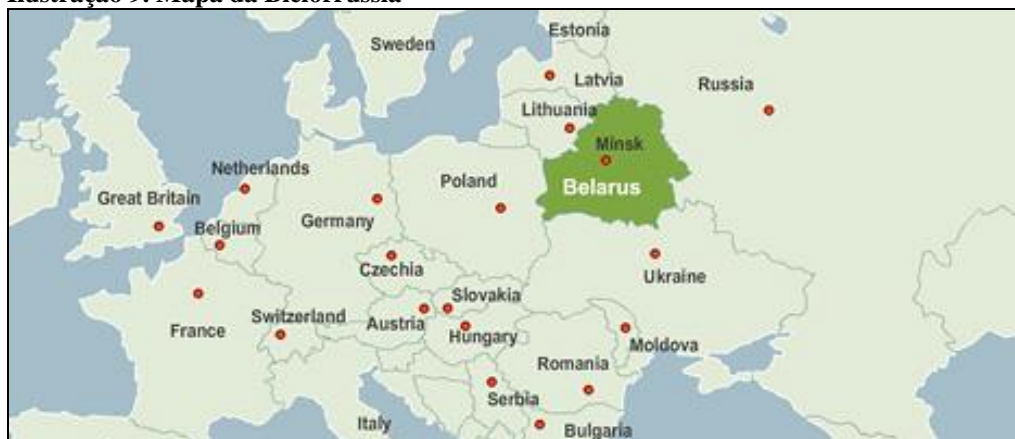 Ilustração 9. Mapa da Bielorrússia
Estonia
Sweden
Latvia
Russia
Lithuania
Minsk
Netherlands
Poland
Belarus
Great Britain
Germany
Belgium
Czechia
Ukraine
Slovakia
Switzerland
Austria
France
Hungary
Moldova
Romania
Serbia
Italy
Bulgaria